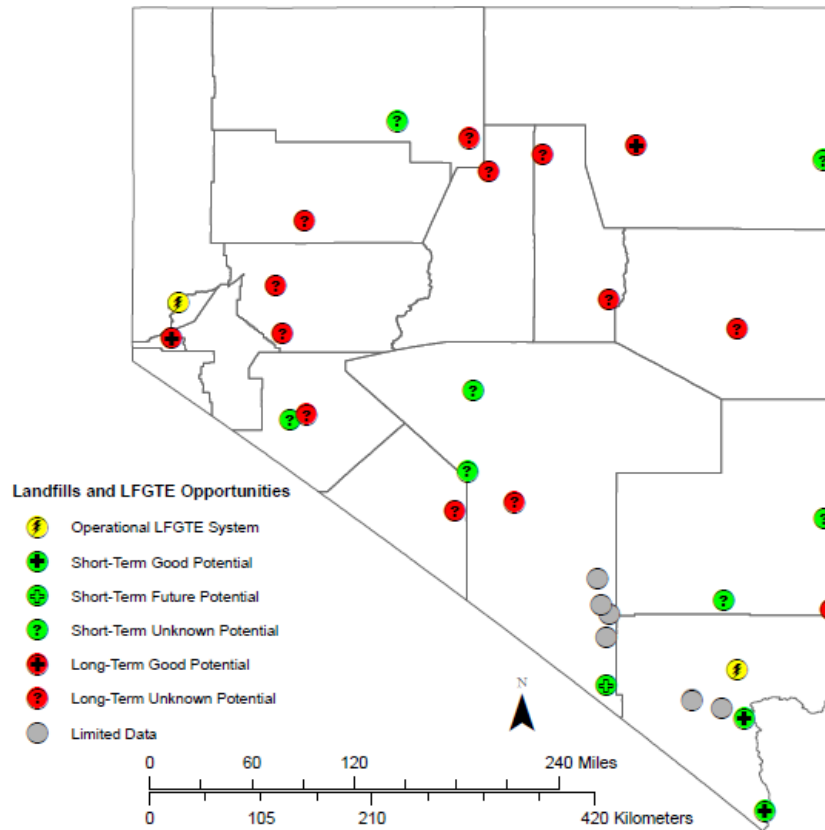 Landfills and LFGTE Opportunities
Operational LFGTE System
Short-Term Good Potential
Short-Term Future Potential
Short-Term Unknown Potential
Long-Term Good Potential
Long-Term Unknown Potential
Limited Data
N
0 60 120 240 Miles
0 105 210 420 Kilometers